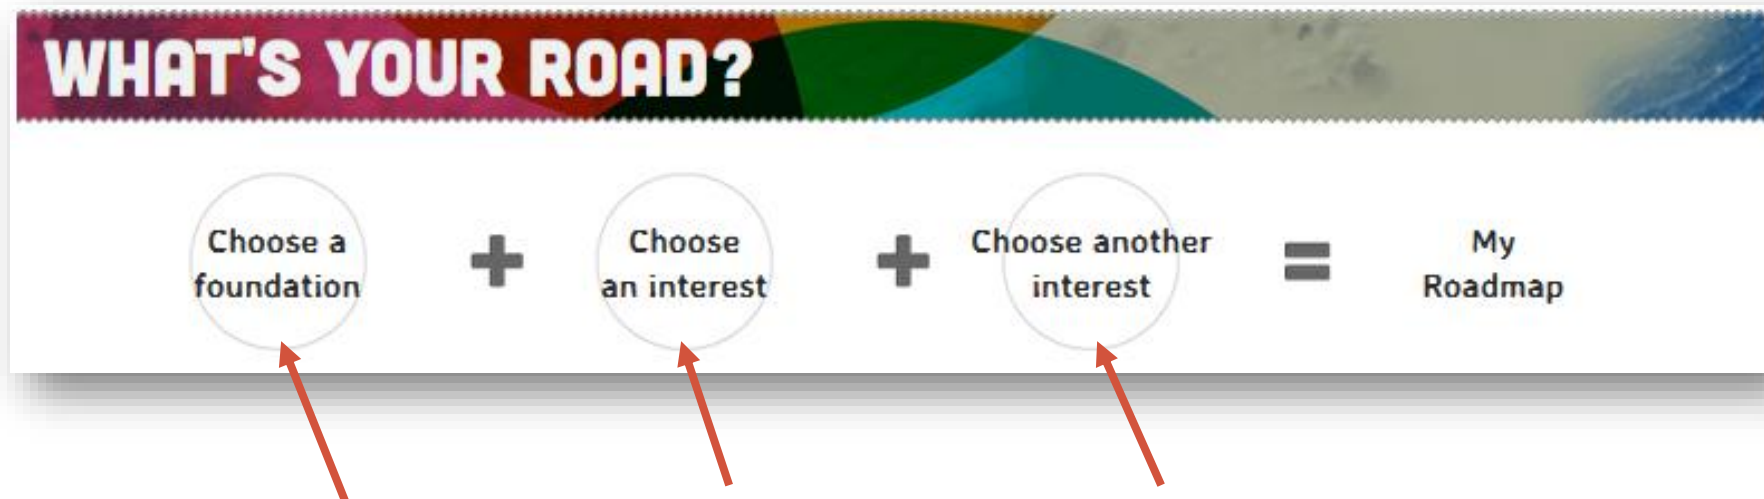 WHAT'S YOUR ROAD?
Choose a
foundation
+
Choose
an interest
+
Choose another
interest
=
My
Roadmap